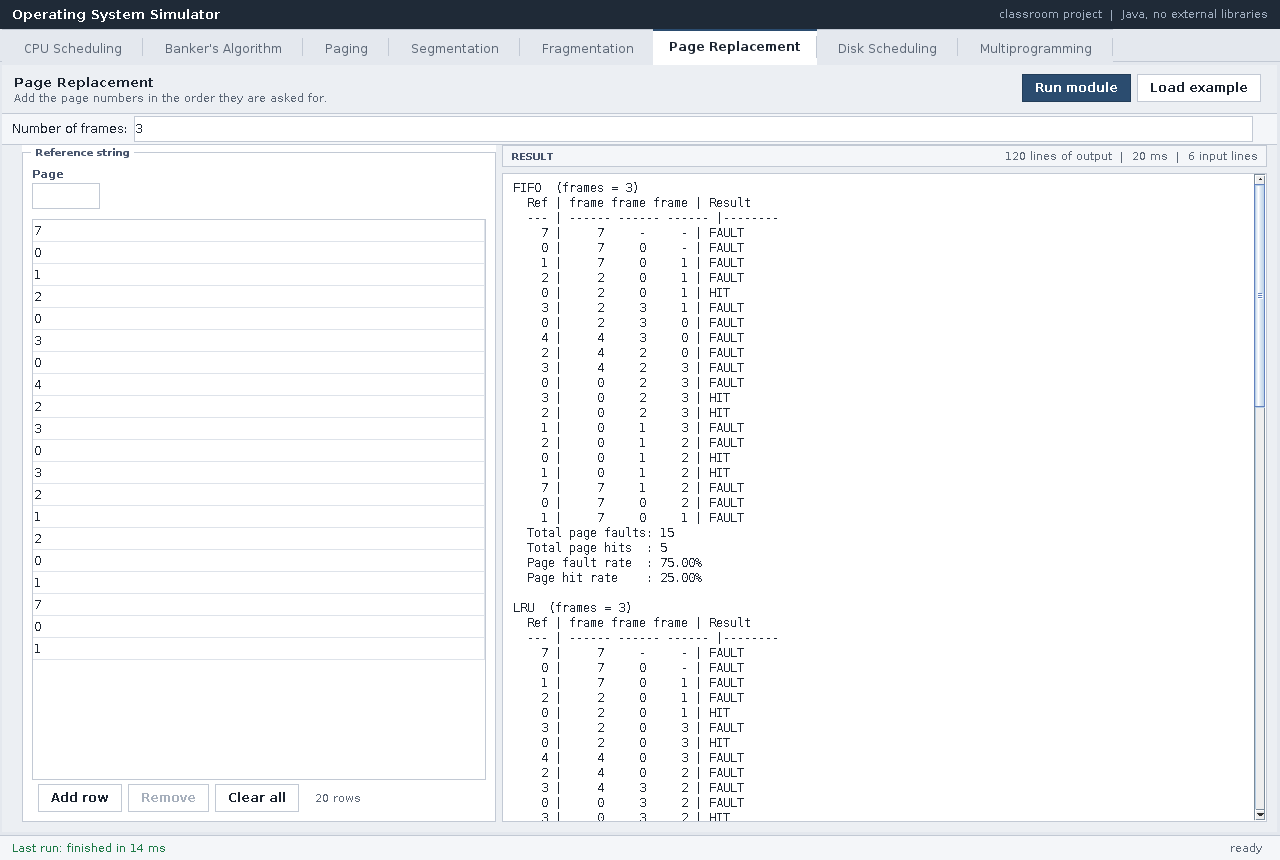 Operating System Simulator
classroom project | Java, no external libraries
CPU Scheduling
Banker's Algorithm
Paging
Segmentation
Fragmentation
Page Replacement
Disk Scheduling
Multiprogramming
Page Replacement
Add the page numbers in the order they are asked for.
Run module
Load example
Number of frames: 3
Reference string
Page
7
0
1
2
0
3
0
4
2
3
0
3
2
1
2
0
1
7
0
1
Add row
Remove
Clear all
20 rows
RESULT
120 lines of output | 20 ms | 6 input lines
FIFO (frames = 3)
Ref | frame frame frame | Result
--- | ------ ------ ------ |--------
7 | 7 - - | FAULT
0 | 7 0 - | FAULT
1 | 7 0 1 | FAULT
2 | 2 0 1 | FAULT
0 | 2 0 1 | HIT
3 | 2 3 1 | FAULT
0 | 2 3 0 | FAULT
4 | 4 3 0 | FAULT
2 | 4 2 0 | FAULT
3 | 4 2 3 | FAULT
0 | 0 2 3 | FAULT
3 | 0 2 3 | HIT
2 | 0 2 3 | HIT
1 | 0 1 3 | FAULT
2 | 0 1 2 | FAULT
0 | 0 1 2 | HIT
1 | 0 1 2 | HIT
7 | 7 1 2 | FAULT
0 | 7 0 2 | FAULT
1 | 7 0 1 | FAULT
Total page faults: 15
Total page hits : 5
Page fault rate : 75.00%
Page hit rate : 25.00%
LRU (frames = 3)
Ref | frame frame frame | Result
--- | ------ ------ ------ |--------
7 | 7 - - | FAULT
0 | 7 0 - | FAULT
1 | 7 0 1 | FAULT
2 | 2 0 1 | FAULT
0 | 2 0 1 | HIT
3 | 2 0 3 | FAULT
0 | 2 0 3 | HIT
4 | 4 0 3 | FAULT
2 | 4 0 2 | FAULT
3 | 4 3 2 | FAULT
0 | 0 3 2 | FAULT
3 | 0 3 2 | HIT
Last run: finished in 14 ms
ready